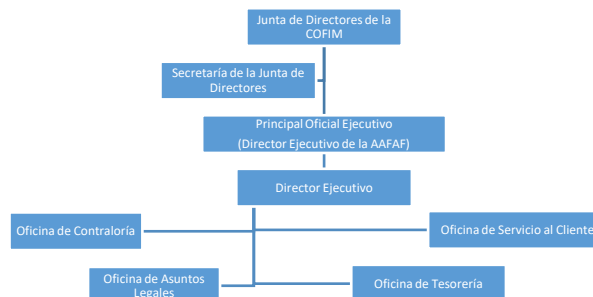 Junta de Directores de la
COFIM
Secretaría de la Junta de
Directores
Principal Oficial Ejecutivo
(Director Ejecutivo de la AAFAF)
Director Ejecutivo
Oficina de Contraloría
Oficina de Servicio al Cliente
Oficina de Asuntos
Legales
Oficina de Tesorería